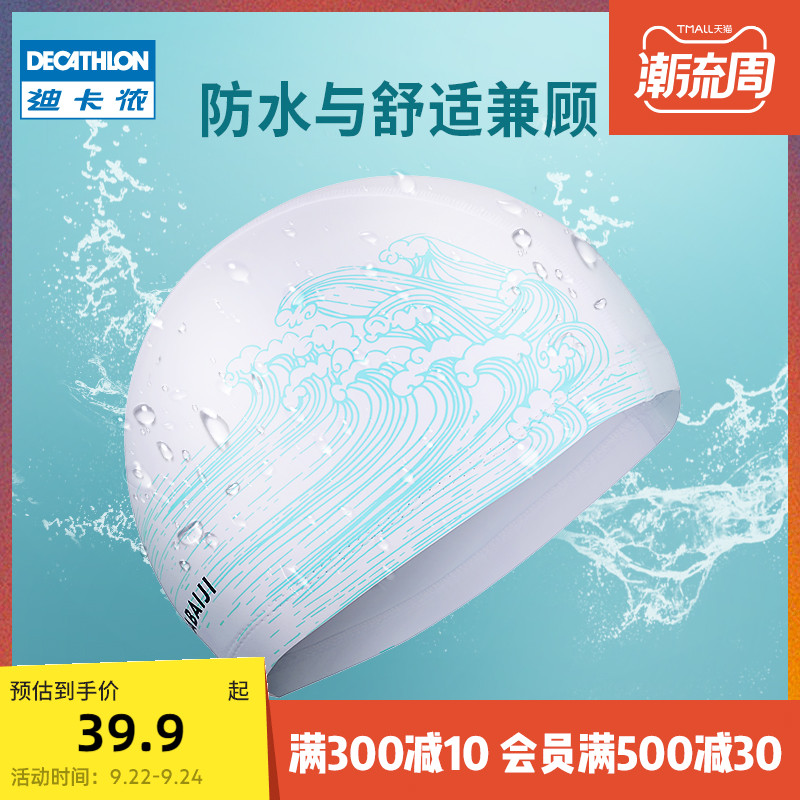 DECATHLON
迪卡侬
防水与舒适兼顾
TMALL天猫
潮流周
ABAIJI
预估到手价
起
39.9
活动时间：9.22-9.24
满300减10 会员满500减30